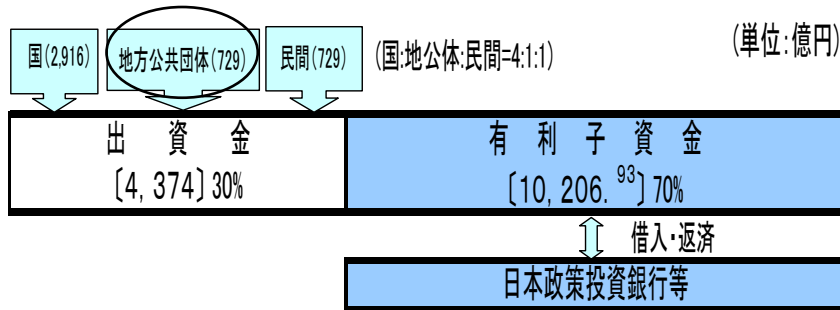 国(2,916) 地方公共団体(729) 民間(729) (国:地公体:民間=4:1:1) (単位:億円)
出資金 有利子資金
〔4,374〕30% 〔10,206.93〕70%
借入・返済
日本政策投資銀行等